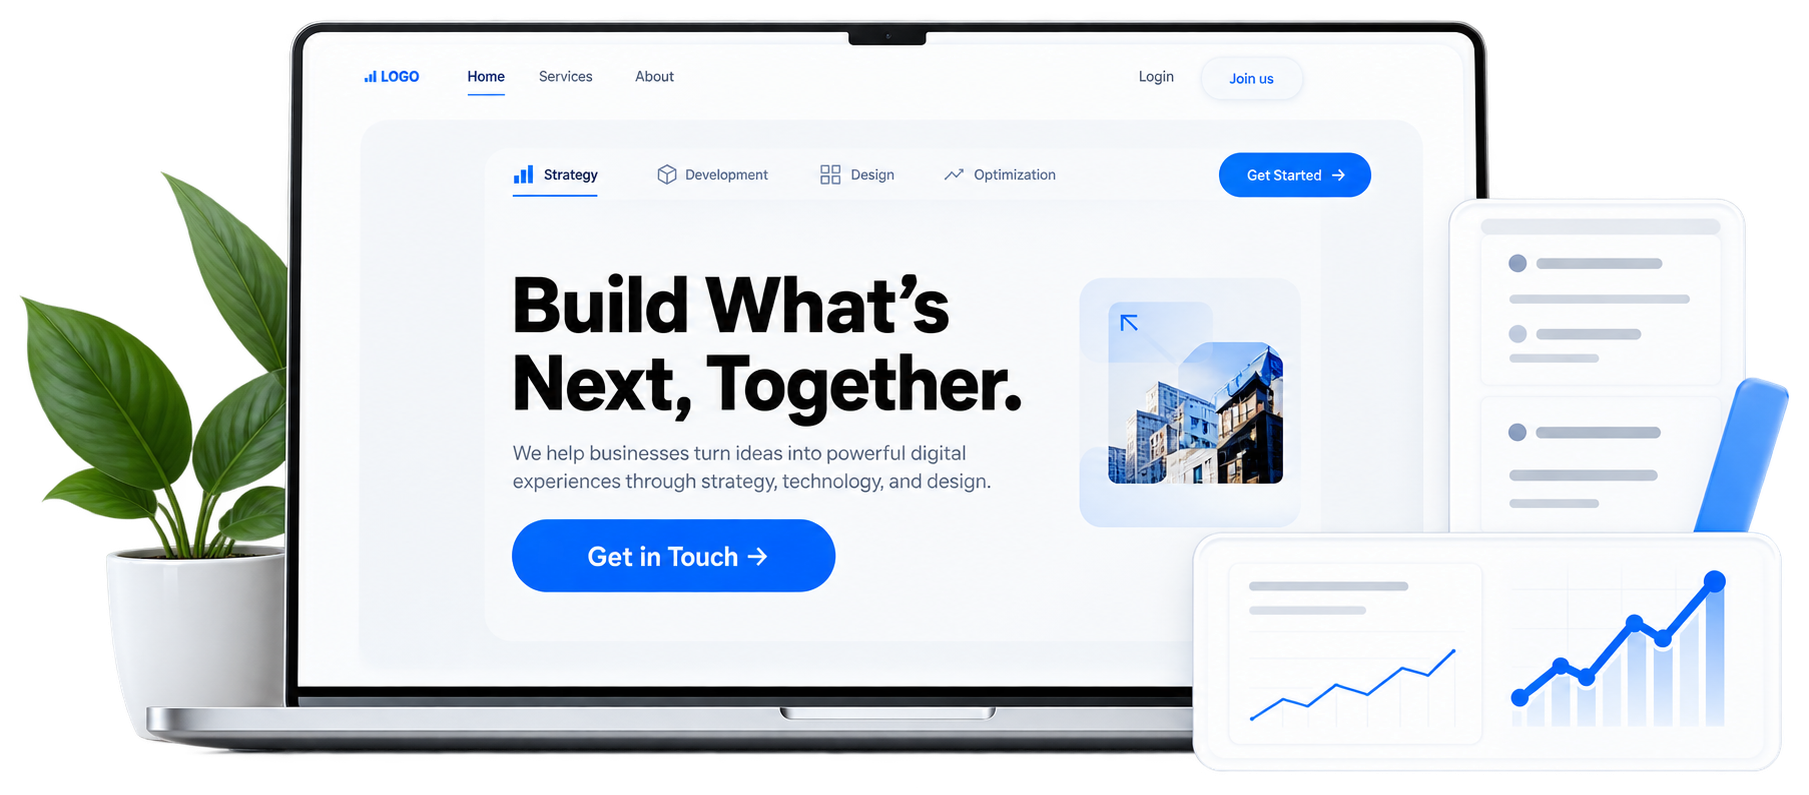 LOGO Home Services About Login Join us
Strategy Development Design Optimization Get Started →
Build What’s
Next, Together.
We help businesses turn ideas into powerful digital
experiences through strategy, technology, and design.
Get in Touch →